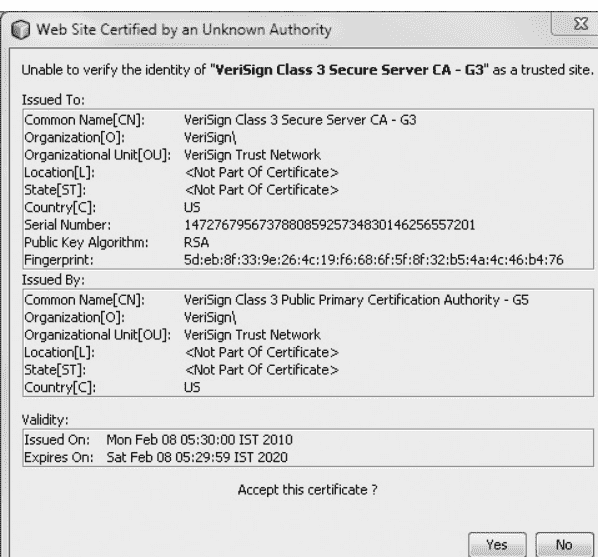 Web Site Certified by an Unknown Authority
Unable to verify the identity of "VeriSign Class 3 Secure Server CA - G3" as a trusted site.
Issued To:
Common Name[CN]: VeriSign Class 3 Secure Server CA - G3
Organization[O]: VeriSign\
Organizational Unit[OU]: VeriSign Trust Network
Location[L]: <Not Part Of Certificate>
State[ST]: <Not Part Of Certificate>
Country[C]: US
Serial Number: 147276795673788085925734830146256557201
Public Key Algorithm: RSA
Fingerprint: 5d:eb:8f:33:9e:26:4c:19:f6:68:6f:5f:8f:32:b5:4a:4c:46:b4:76
Issued By:
Common Name[CN]: VeriSign Class 3 Public Primary Certification Authority - G5
Organization[O]: VeriSign\
Organizational Unit[OU]: VeriSign Trust Network
Location[L]: <Not Part Of Certificate>
State[ST]: <Not Part Of Certificate>
Country[C]: US
Validity:
Issued On: Mon Feb 08 05:30:00 IST 2010
Expires On: Sat Feb 08 05:29:59 IST 2020
Accept this certificate ?
Yes No